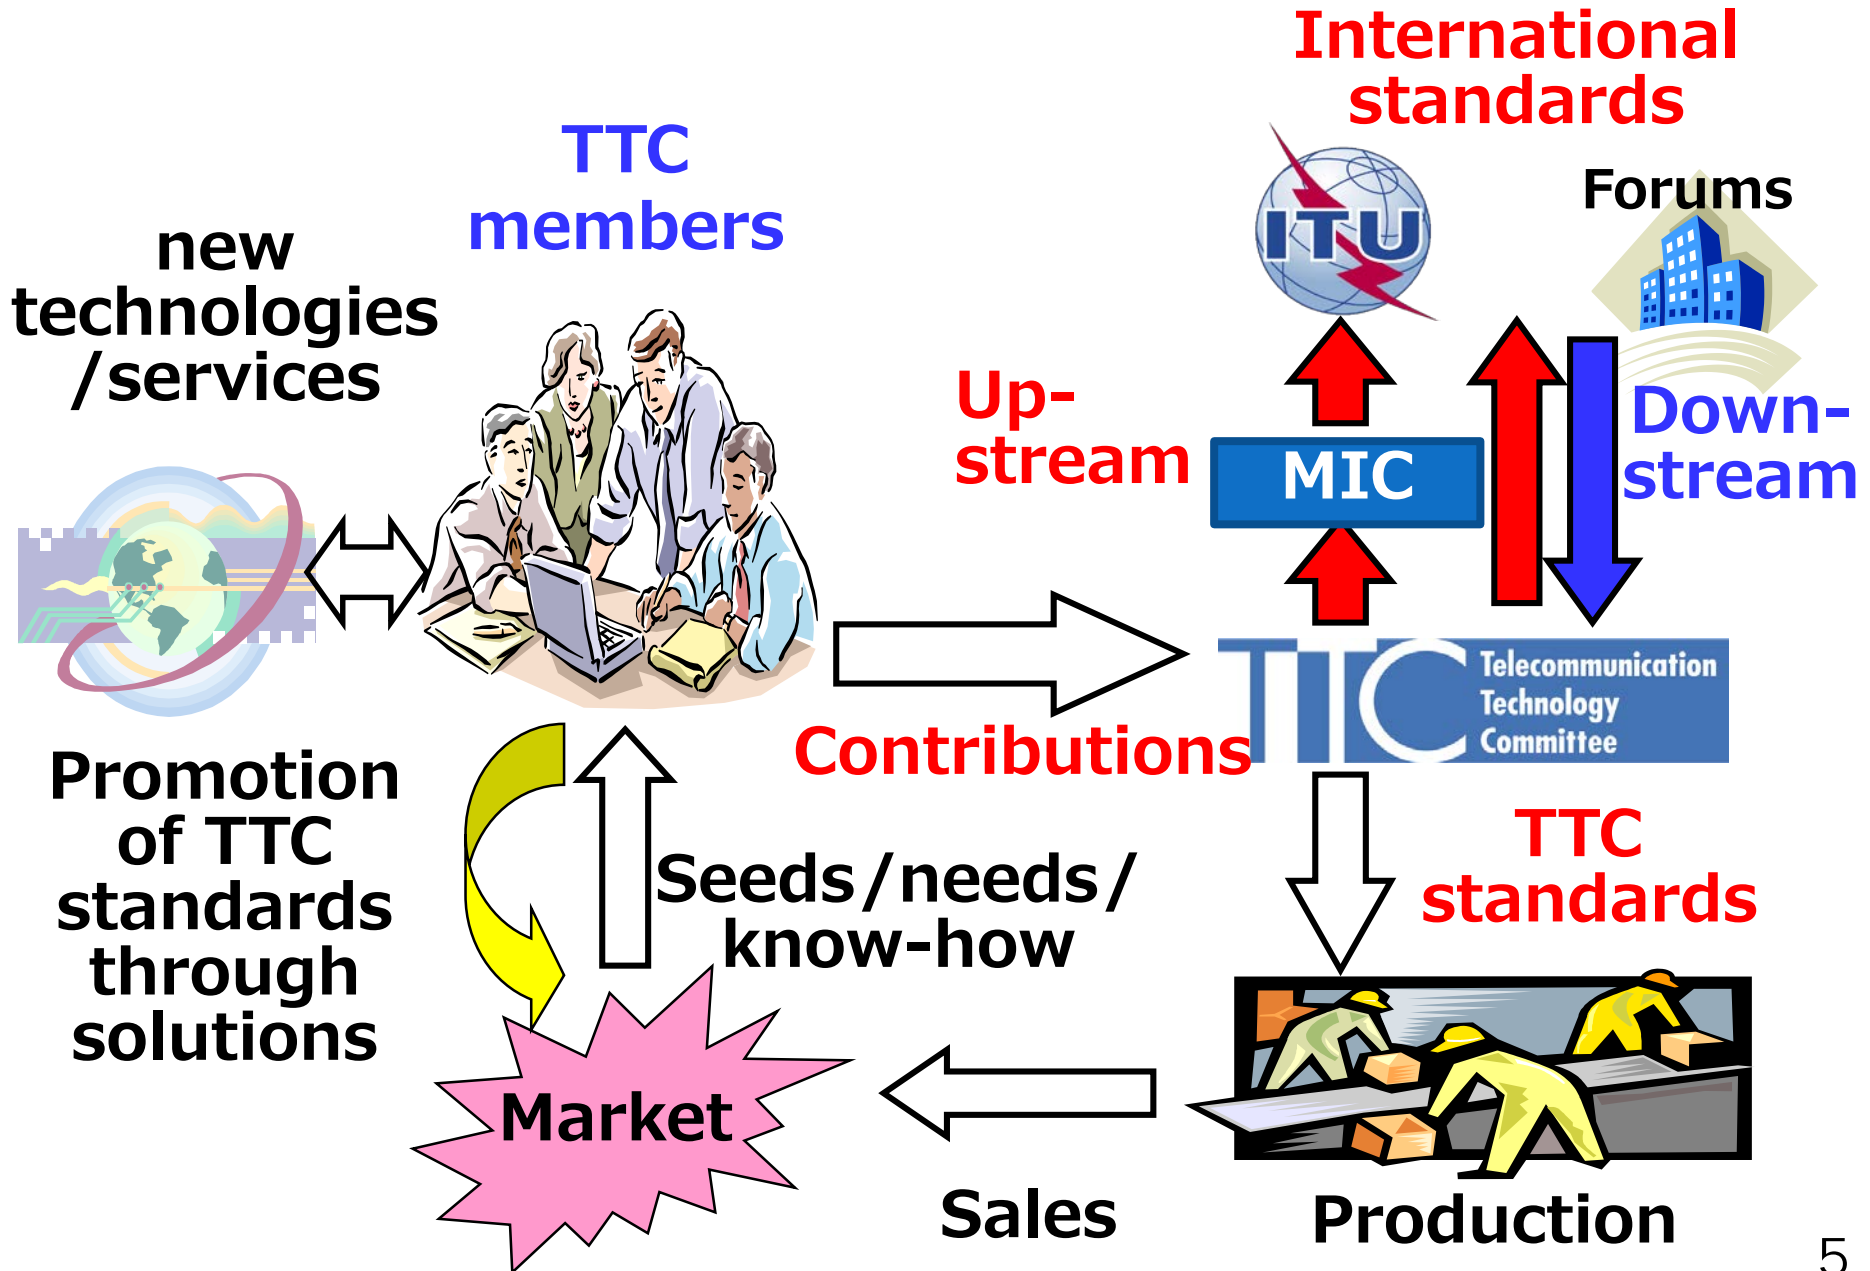 International
standards
TTC
members
ITU
Forums
new
technologies
/services
Up-
stream
MIC
Down-
stream
TTC
Telecommunication
Technology
Committee
Contributions
Promotion
of TTC
standards
through
solutions
Seeds/needs/
know-how
TTC
standards
Market
Sales
Production
5